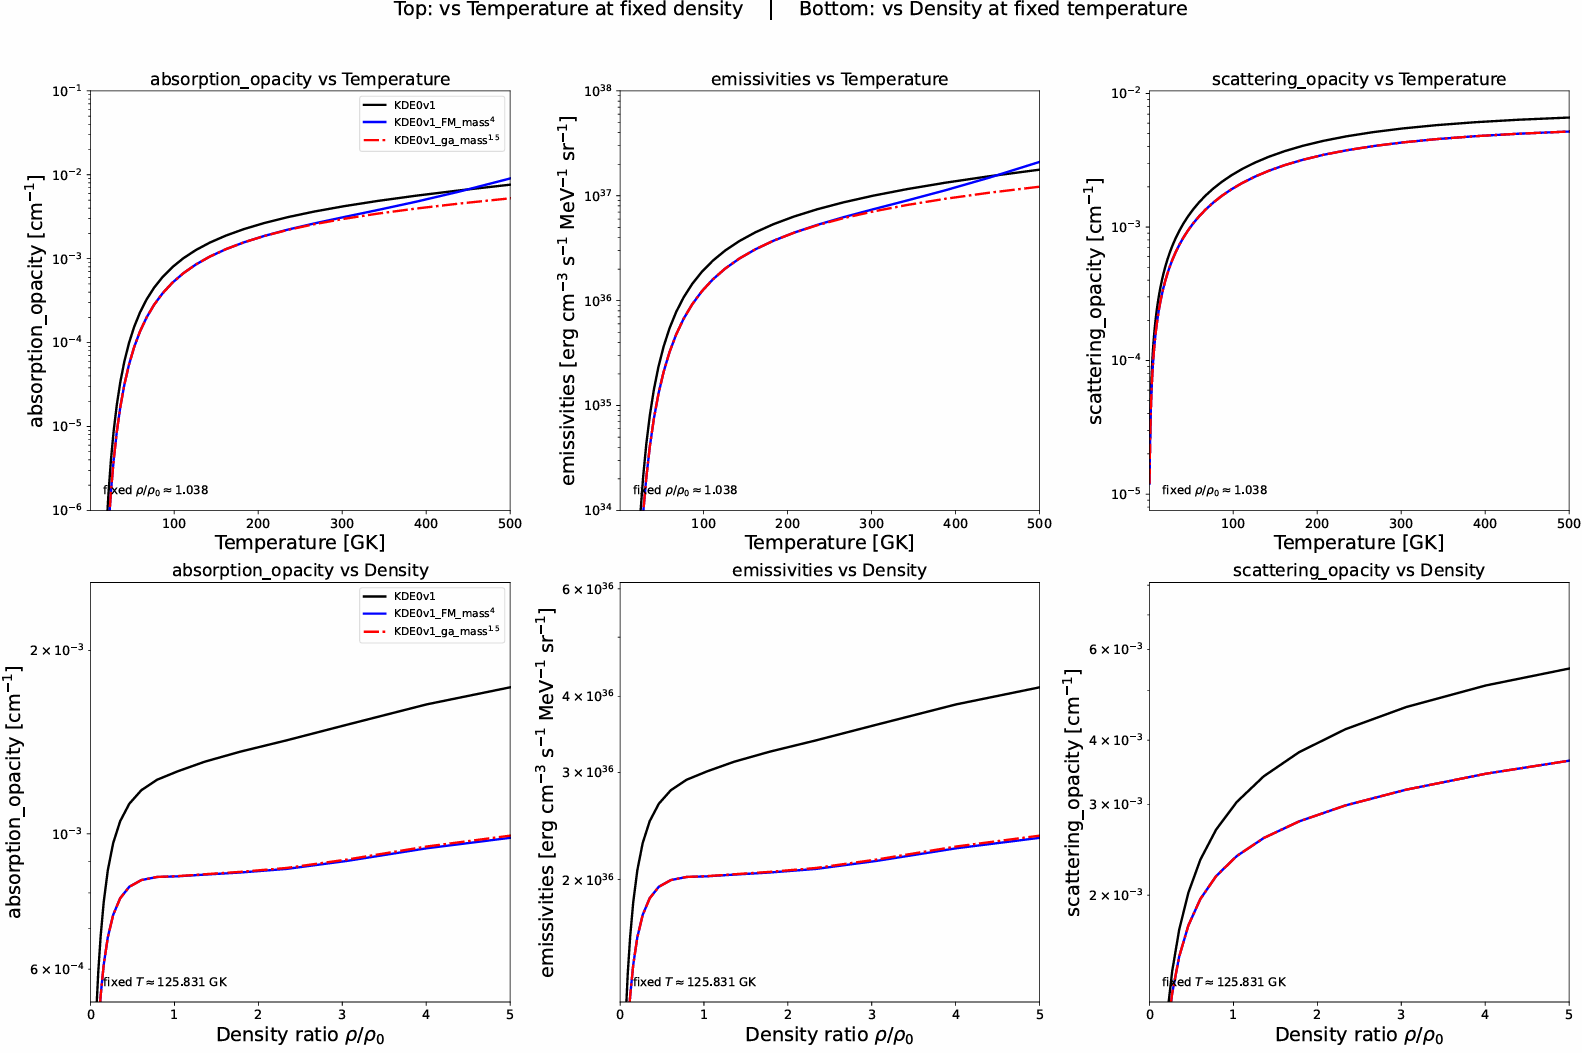 Top: vs Temperature at fixed density | Bottom: vs Density at fixed temperature
absorption_opacity vs Temperature
absorption_opacity [cm⁻¹]
10⁻¹
10⁻²
10⁻³
10⁻⁴
10⁻⁵
10⁻⁶
KDE0v1
KDE0v1_FM_mass⁴
KDE0v1_ga_mass¹·⁵
fixed ρ/ρ₀ ≈ 1.038
100 200 300 400 500
Temperature [GK]
emissivities vs Temperature
emissivities [erg cm⁻³ s⁻¹ MeV⁻¹ sr⁻¹]
10³⁸
10³⁷
10³⁶
10³⁵
10³⁴
fixed ρ/ρ₀ ≈ 1.038
100 200 300 400 500
Temperature [GK]
scattering_opacity vs Temperature
scattering_opacity [cm⁻¹]
10⁻²
10⁻³
10⁻⁴
10⁻⁵
fixed ρ/ρ₀ ≈ 1.038
100 200 300 400 500
Temperature [GK]
absorption_opacity vs Density
absorption_opacity [cm⁻¹]
2 × 10⁻³
10⁻³
6 × 10⁻⁴
KDE0v1
KDE0v1_FM_mass⁴
KDE0v1_ga_mass¹·⁵
fixed T ≈ 125.831 GK
0 1 2 3 4 5
Density ratio ρ/ρ₀
emissivities vs Density
emissivities [erg cm⁻³ s⁻¹ MeV⁻¹ sr⁻¹]
6 × 10³⁶
4 × 10³⁶
3 × 10³⁶
2 × 10³⁶
fixed T ≈ 125.831 GK
0 1 2 3 4 5
Density ratio ρ/ρ₀
scattering_opacity vs Density
scattering_opacity [cm⁻¹]
6 × 10⁻³
4 × 10⁻³
3 × 10⁻³
2 × 10⁻³
fixed T ≈ 125.831 GK
0 1 2 3 4 5
Density ratio ρ/ρ₀